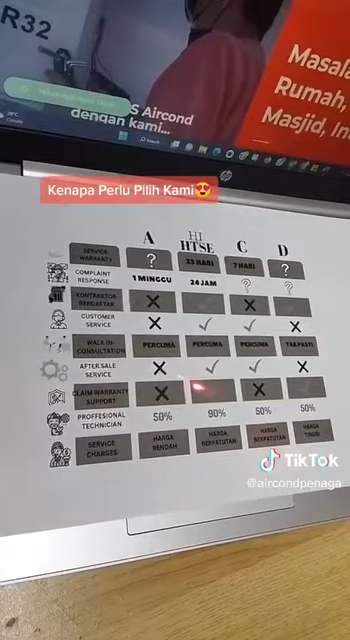 R32
Masala
Rumah,
Masjid, In
S Aircond
dengan kami...
Search
hp
Kenapa Perlu Pilih Kami😍
A HI HTSE C D
SERVICE WARRANTY ? 33 HARI 7 HARI ?
COMPLAINT RESPONSE 1 MINGGU 24 JAM ? ?
KONTRAKTOR BERDAFTAR X X
CUSTOMER SERVICE X ✓ ✓ X
WALK IN-CONSULTATION PERCUMA PERCUMA PERCUMA TAK PASTI
AFTER SALE SERVICE X ✓ ✓ X
CLAIM WARRANTY SUPPORT X X
PROFFESIONAL TECHNICIAN 50% 90% 50% 50%
SERVICE CHARGES HARGA RENDAH HARGA BERPATUTAN HARGA BERPATUTAN HARGA TINGGI
TikTok
@aircondpenaga